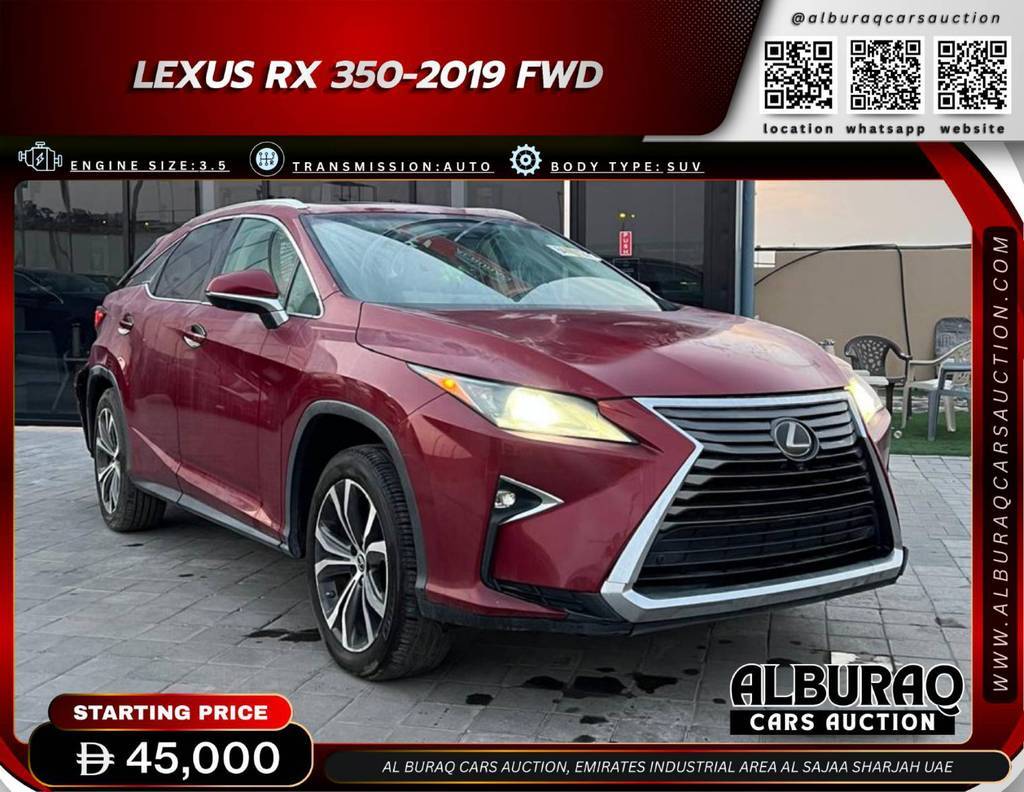 @alburaqcarsauction
LEXUS RX 350-2019 FWD
location whatsapp website
ENGINE SIZE:3.5 TRANSMISSION:AUTO BODY TYPE: SUV
PUSH
WWW.ALBURAQCARSAUCTION.COM
ALBURAQ
CARS AUCTION
STARTING PRICE
45,000
AL BURAQ CARS AUCTION, EMIRATES INDUSTRIAL AREA AL SAJAA SHARJAH UAE